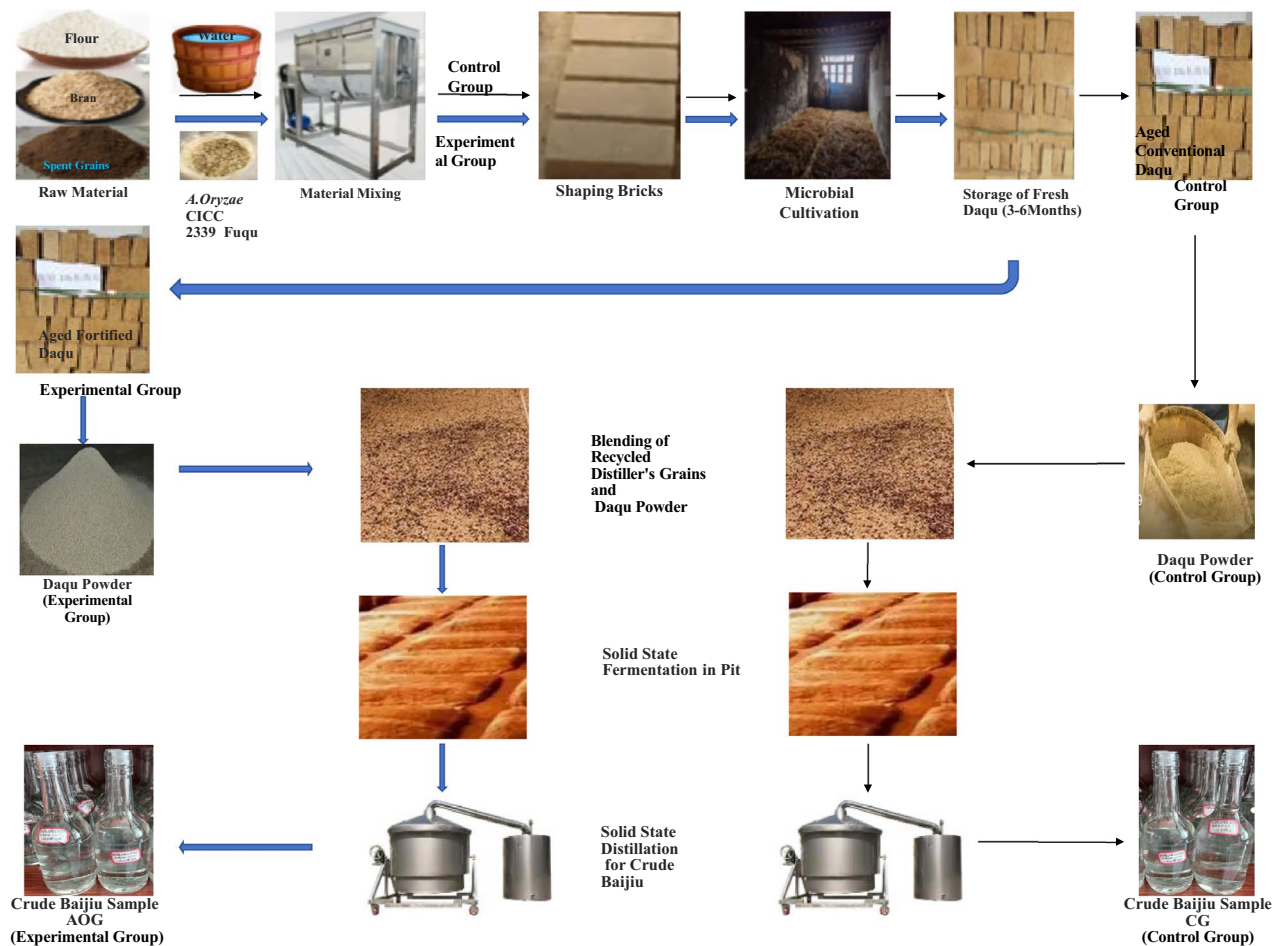 Flour
Bran
Spent Grains
Raw Material
Water
A.Oryzae
CICC
2339 Fuqu
Material Mixing
Control
Group
Experiment
al Group
Shaping Bricks
Microbial
Cultivation
Storage of Fresh
Daqu (3-6Months)
Aged
Conventional
Daqu
Control
Group
Aged Fortified
Daqu
Experimental Group
Daqu Powder
(Experimental
Group)
Blending of
Recycled
Distiller's Grains
and
Daqu Powder
Daqu Powder
(Control Group)
Solid State
Fermentation in Pit
Solid State
Distillation
for Crude
Baijiu
Crude Baijiu Sample
AOG
(Experimental Group)
Crude Baijiu Sample
CG
(Control Group)